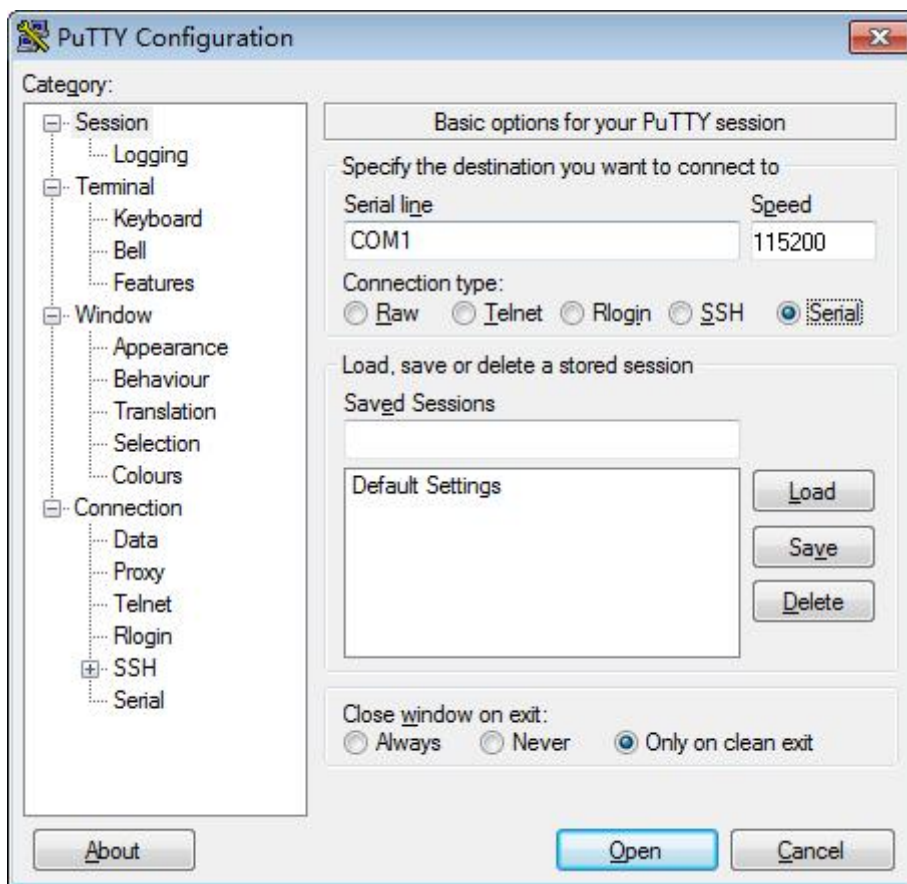 PuTTY Configuration
Category:
Session
Logging
Terminal
Keyboard
Bell
Features
Window
Appearance
Behaviour
Translation
Selection
Colours
Connection
Data
Proxy
Telnet
Rlogin
SSH
Serial
Basic options for your PuTTY session
Specify the destination you want to connect to
Serial line Speed
COM1 115200
Connection type:
Raw Telnet Rlogin SSH Serial
Load, save or delete a stored session
Saved Sessions
Default Settings
Load
Save
Delete
Close window on exit:
Always Never Only on clean exit
About Open Cancel